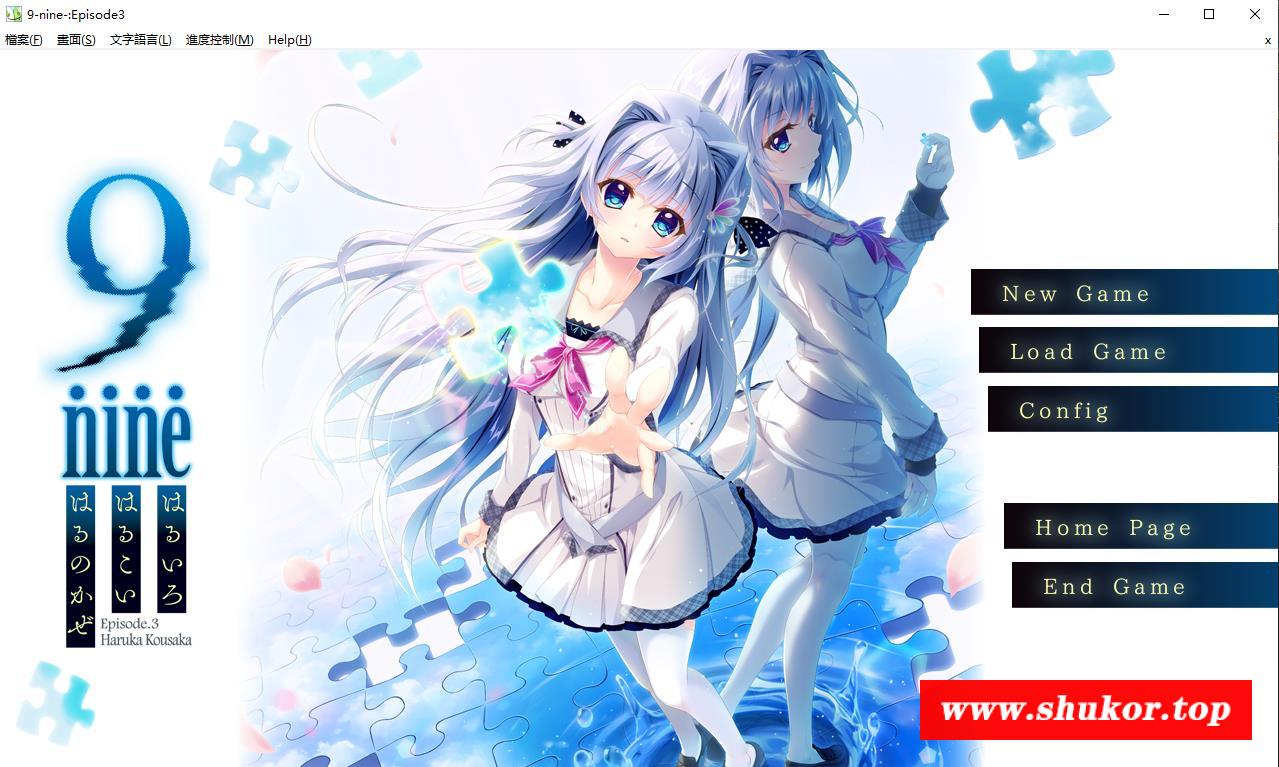 9-nine-:Episode3
檔案(F) 畫面(S) 文字語言(L) 進度控制(M) Help(H)
x
9
nine
はるいろ
はるこい
はるのかぜ
Episode.3
Haruka Kousaka
New Game
Load Game
Config
Home Page
End Game
www.shukor.top